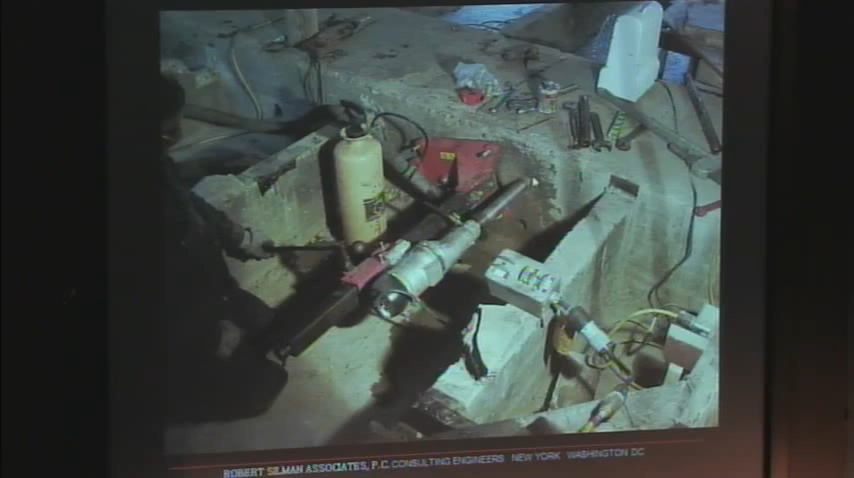 ROBERT SILMAN ASSOCIATES, P.C. CONSULTING ENGINEERS NEW YORK WASHINGTON DC